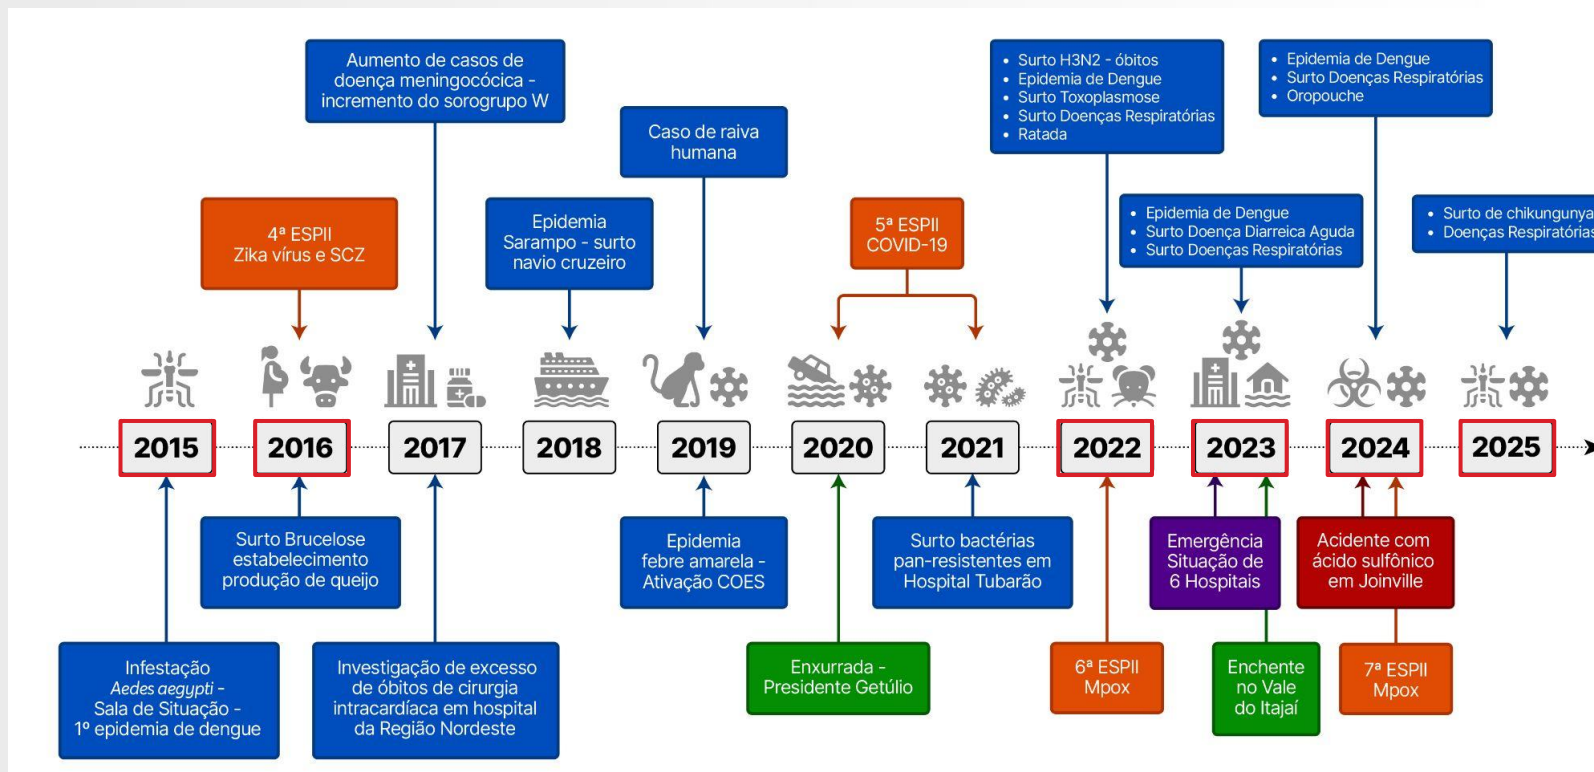 Aumento de casos de
doença meningocócica -
incremento do sorogrupo W
Caso de raiva
humana
• Surto H3N2 - óbitos
• Epidemia de Dengue
• Surto Toxoplasmose
• Surto Doenças Respiratórias
• Ratada
• Epidemia de Dengue
• Surto Doenças Respiratórias
• Oropouche
4ª ESPII
Zika vírus e SCZ
Epidemia
Sarampo - surto
navio cruzeiro
5ª ESPII
COVID-19
• Epidemia de Dengue
• Surto Doença Diarreica Aguda
• Surto Doenças Respiratórias
• Surto de chikungunya
• Doenças Respiratórias
2015
2016
2017
2018
2019
2020
2021
2022
2023
2024
2025
Surto Brucelose
estabelecimento
produção de queijo
Epidemia
febre amarela -
Ativação COES
Surto bactérias
pan-resistentes em
Hospital Tubarão
Emergência
Situação de
6 Hospitais
Acidente com
ácido sulfônico
em Joinville
Infestação
Aedes aegypti -
Sala de Situação -
1º epidemia de dengue
Investigação de excesso
de óbitos de cirurgia
intracardíaca em hospital
da Região Nordeste
Enxurrada -
Presidente Getúlio
6ª ESPII
Mpox
Enchente
no Vale
do Itajaí
7ª ESPII
Mpox